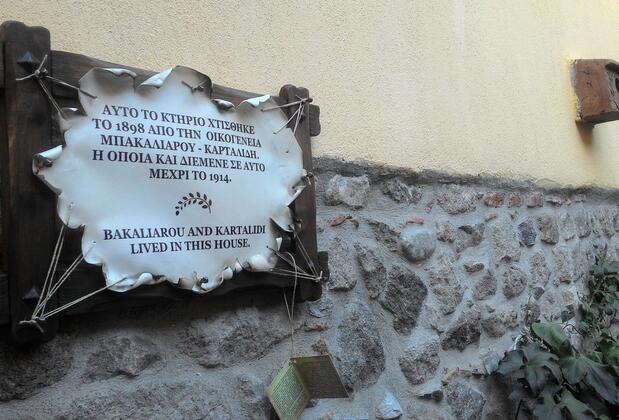 ΑΥΤΟ ΤΟ ΚΤΗΡΙΟ ΧΤΙΣΘΗΚΕ
ΤΟ 1898 ΑΠΟ ΤΗΝ ΟΙΚΟΓΕΝΕΙΑ
ΜΠΑΚΑΛΙΑΡΟΥ - ΚΑΡΤΑΛΙΔΗ.
Η ΟΠΟΙΑ ΚΑΙ ΔΙΕΜΕΝΕ ΣΕ ΑΥΤΟ
ΜΕΧΡΙ ΤΟ 1914.
BAKALIAROU AND KARTALIDI
LIVED IN THIS HOUSE.